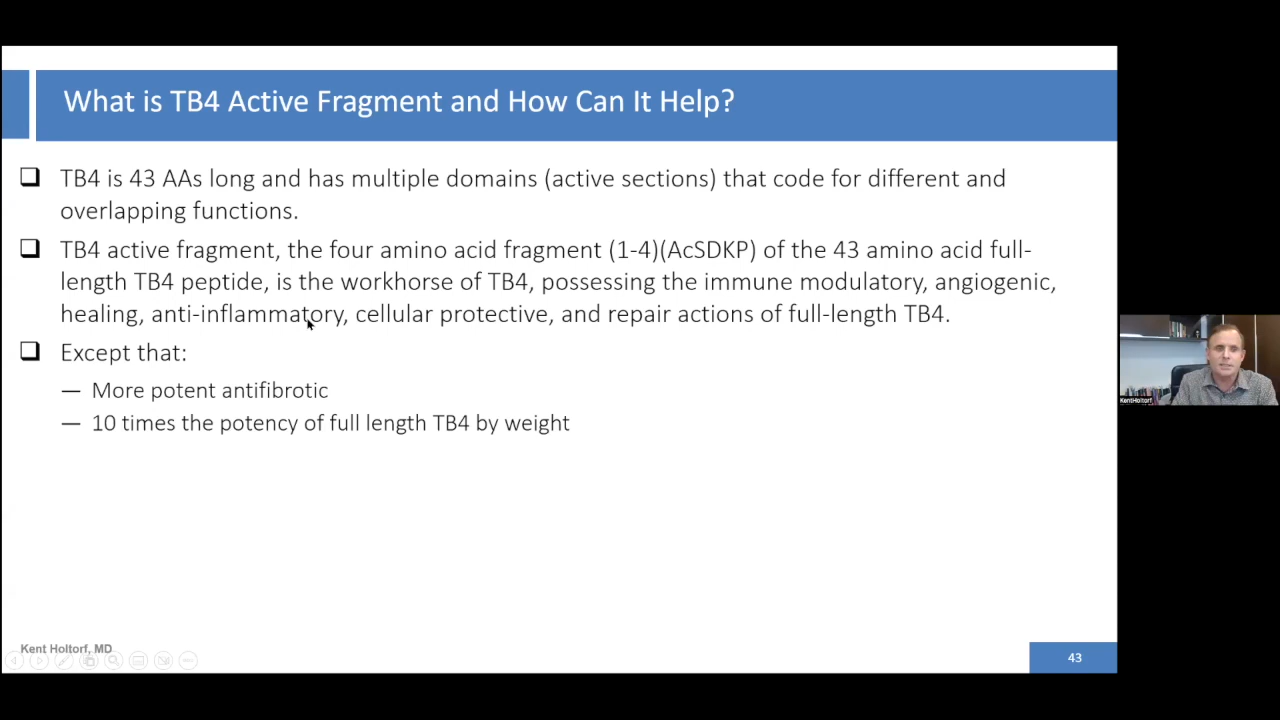 What is TB4 Active Fragment and How Can It Help?
TB4 is 43 AAs long and has multiple domains (active sections) that code for different and
overlapping functions.
TB4 active fragment, the four amino acid fragment (1-4)(AcSDKP) of the 43 amino acid full-
length TB4 peptide, is the workhorse of TB4, possessing the immune modulatory, angiogenic,
healing, anti-inflammatory, cellular protective, and repair actions of full-length TB4.
Except that:
— More potent antifibrotic
— 10 times the potency of full length TB4 by weight
KentHoltorf
Kent Holtorf, MD
43